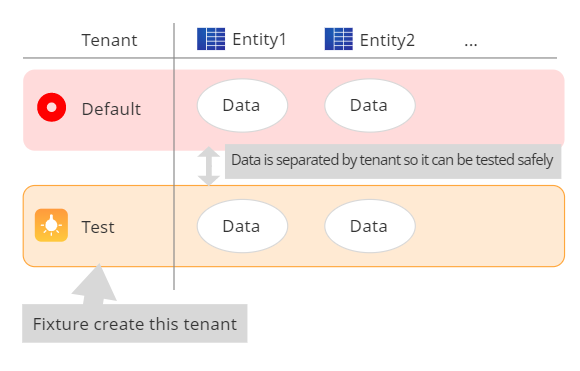 Tenant Entity1 Entity2 ...
Default Data Data
Data is separated by tenant so it can be tested safely
Test Data Data
Fixture create this tenant